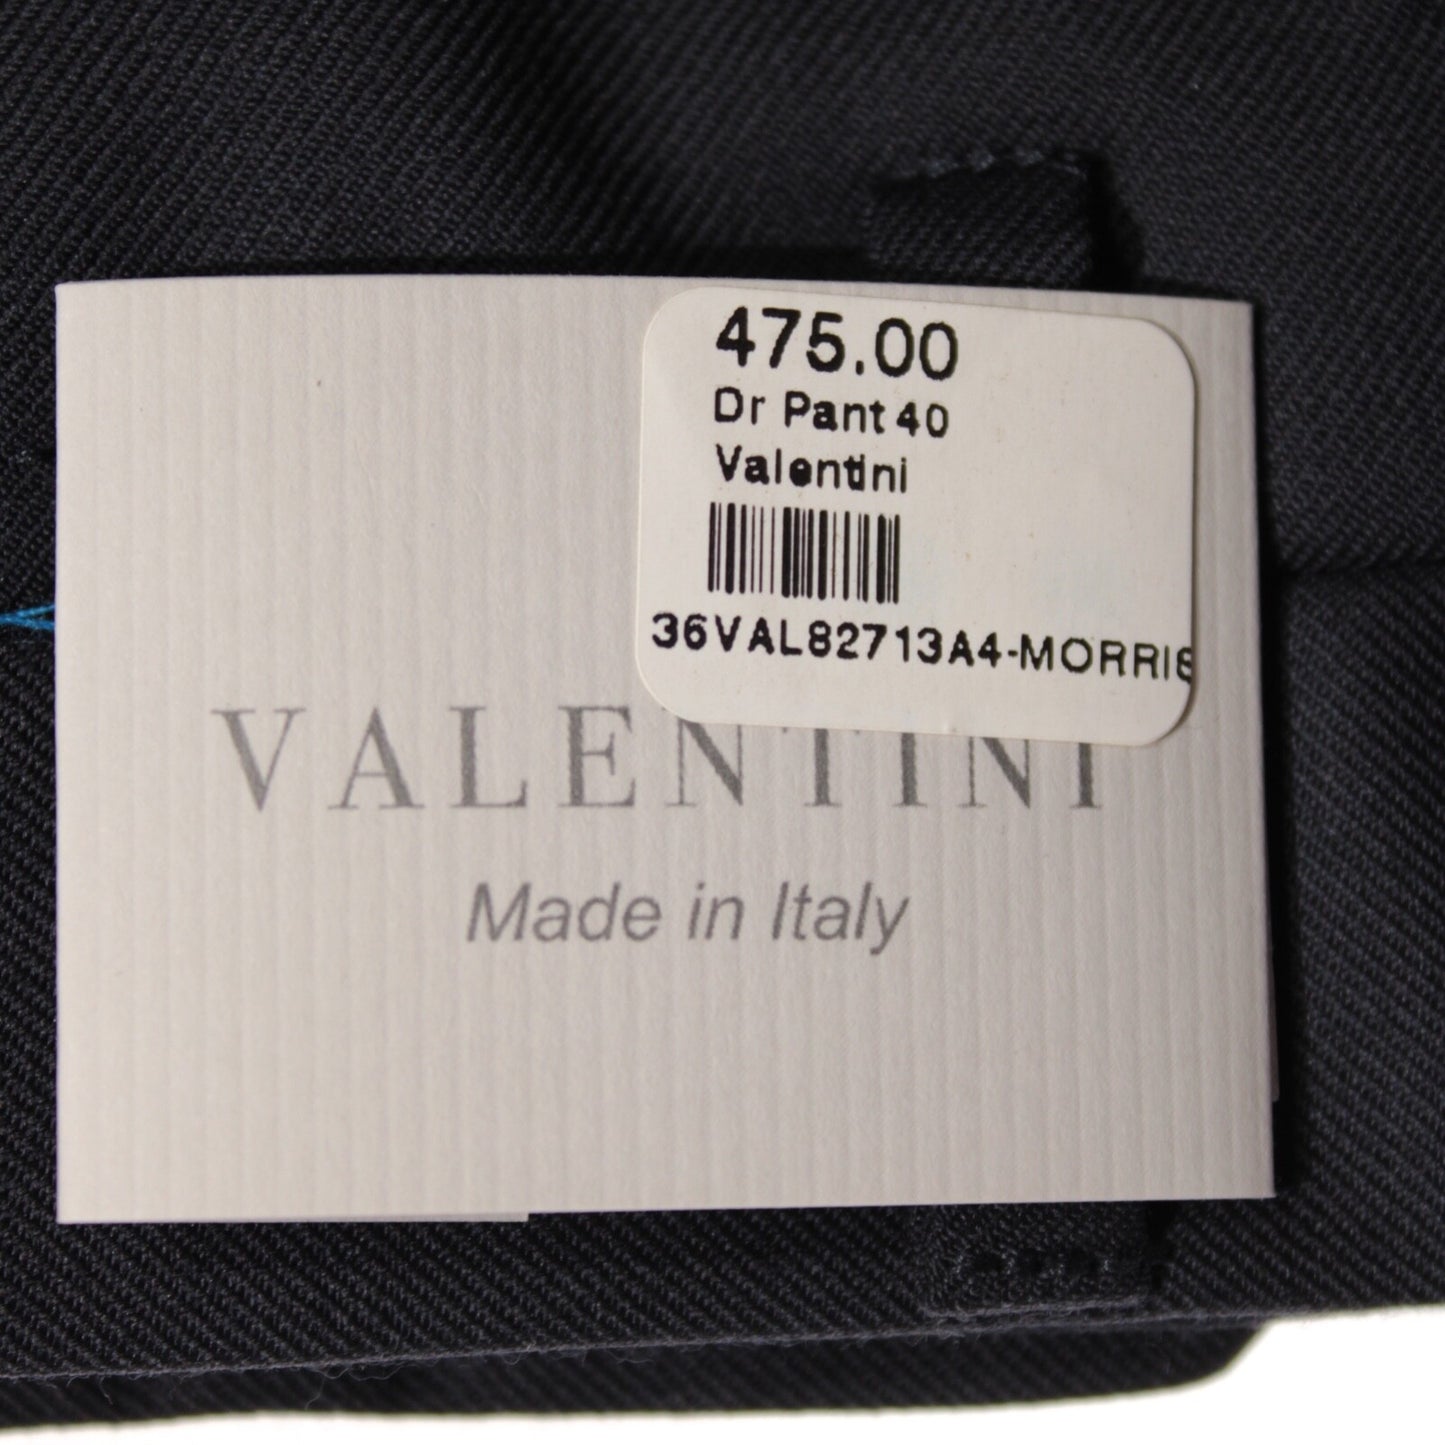 475.00
Dr Pant 40
Valentini
36VAL82713A4-MORRIS
VALENTINI
Made in Italy